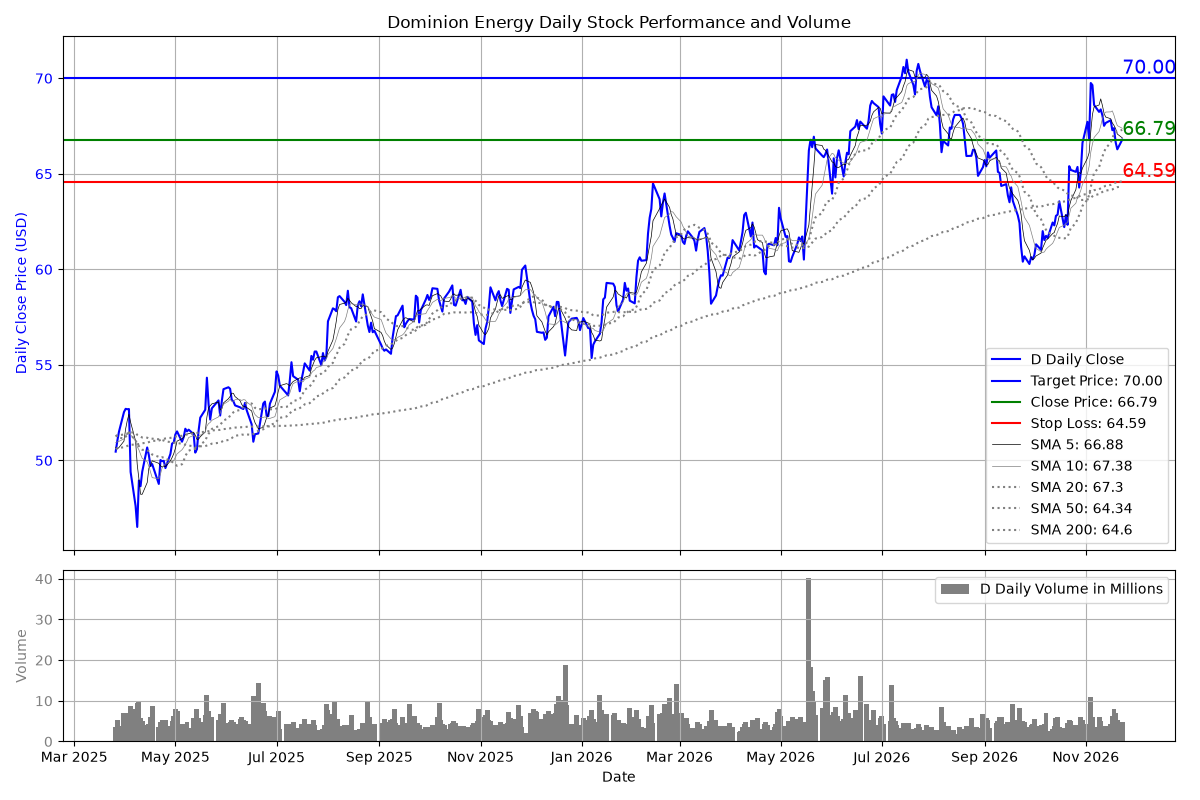 Dominion Energy Daily Stock Performance and Volume
Daily Close Price (USD)
70
65
60
55
50
70.00
66.79
64.59
D Daily Close
Target Price: 70.00
Close Price: 66.79
Stop Loss: 64.59
SMA 5: 66.88
SMA 10: 67.38
SMA 20: 67.3
SMA 50: 64.34
SMA 200: 64.6
Volume
40
30
20
10
0
D Daily Volume in Millions
Mar 2025 May 2025 Jul 2025 Sep 2025 Nov 2025 Jan 2026 Mar 2026 May 2026 Jul 2026 Sep 2026 Nov 2026
Date